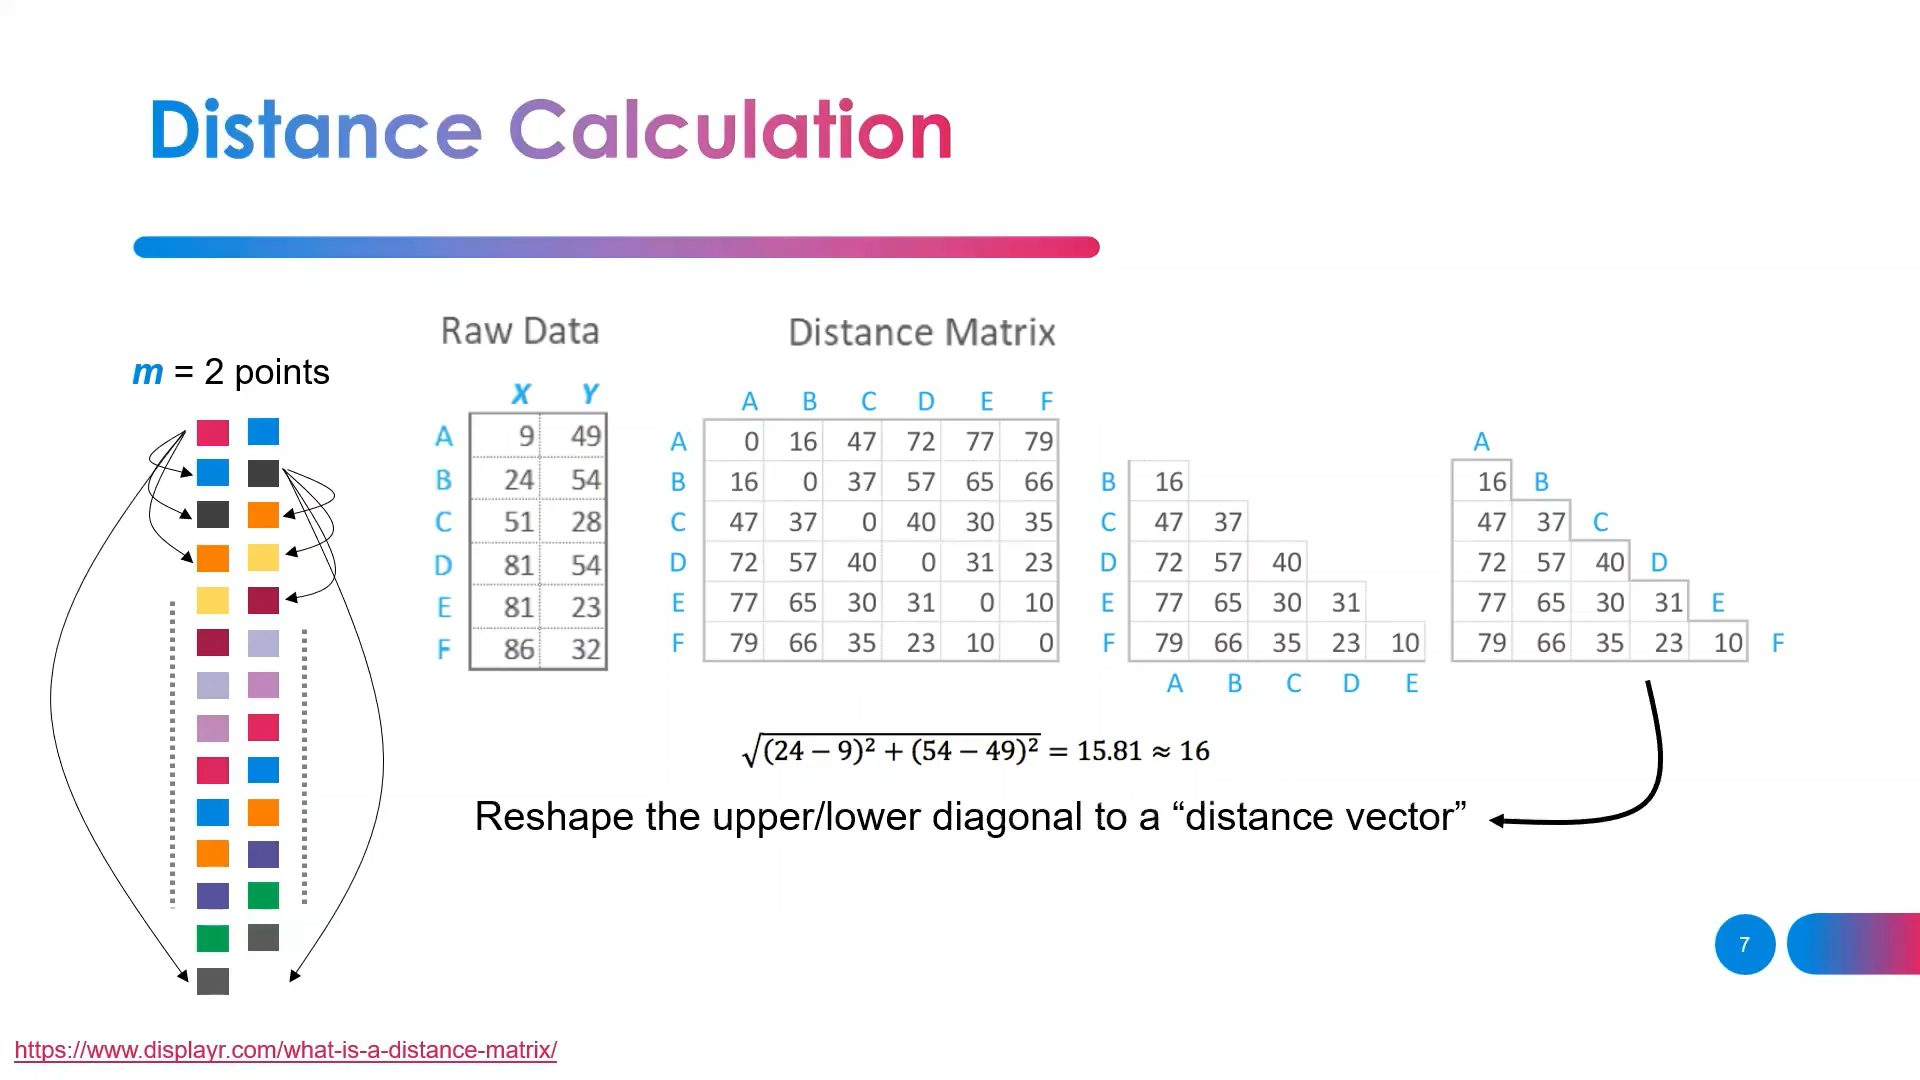 Distance Calculation
m = 2 points
Raw Data
X Y
A 9 49
B 24 54
C 51 28
D 81 54
E 81 23
F 86 32
Distance Matrix
A B C D E F
A 0 16 47 72 77 79
B 16 0 37 57 65 66
C 47 37 0 40 30 35
D 72 57 40 0 31 23
E 77 65 30 31 0 10
F 79 66 35 23 10 0
B 16
C 47 37
D 72 57 40
E 77 65 30 31
F 79 66 35 23 10
A B C D E
A
16 B
47 37 C
72 57 40 D
77 65 30 31 E
79 66 35 23 10 F
√(24 − 9)² + (54 − 49)² = 15.81 ≈ 16
Reshape the upper/lower diagonal to a “distance vector”
7
https://www.displayr.com/what-is-a-distance-matrix/